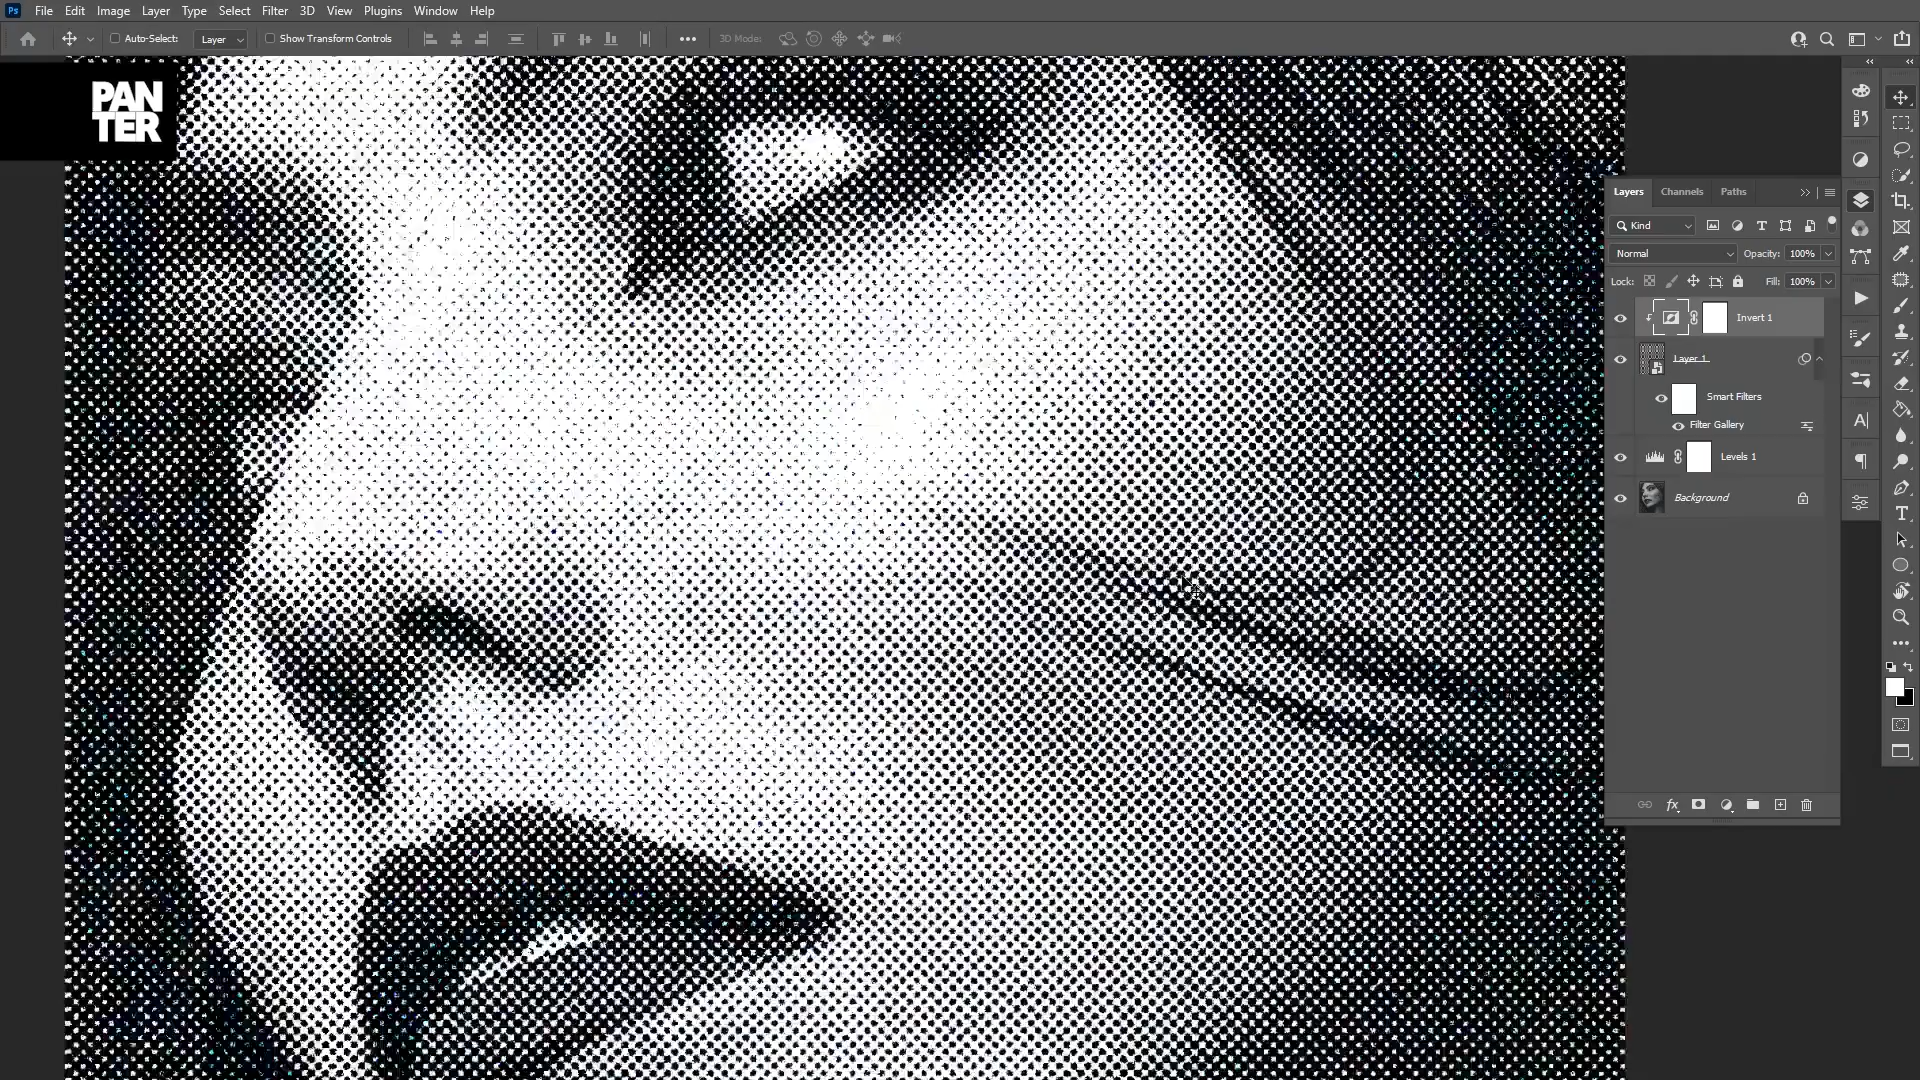 Ps File Edit Image Layer Type Select Filter 3D View Plugins Window Help
Auto-Select: Layer Show Transform Controls 3D Mode:
PAN
TER
Layers Channels Paths
Kind
Normal Opacity: 100%
Lock: Fill: 100%
Invert 1
Layer 1
Smart Filters
Filter Gallery
Levels 1
Background